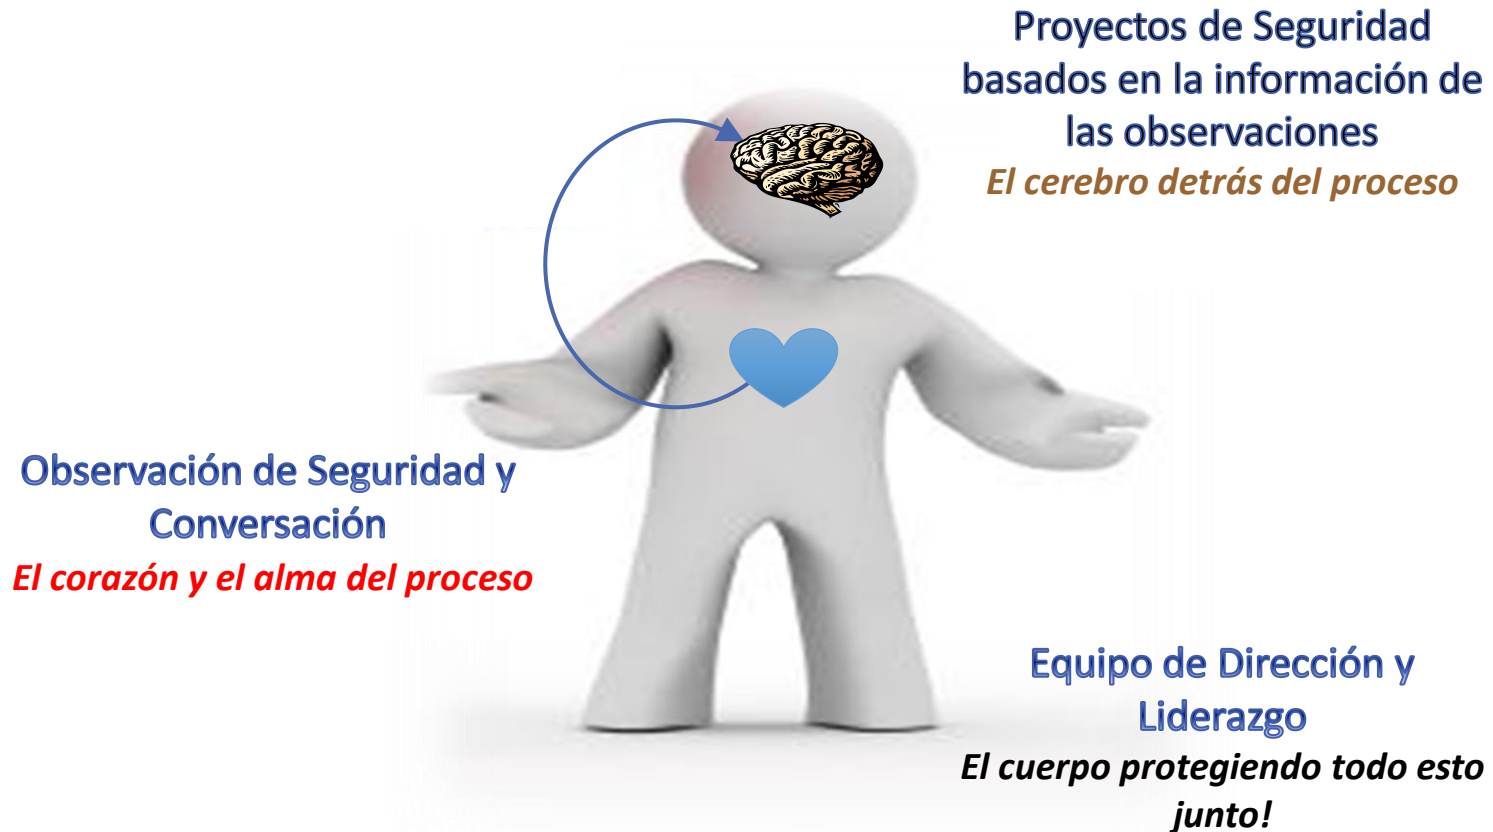 Proyectos de Seguridad
basados en la información de
las observaciones
El cerebro detrás del proceso
Observación de Seguridad y
Conversación
El corazón y el alma del proceso
Equipo de Dirección y
Liderazgo
El cuerpo protegiendo todo esto
junto!